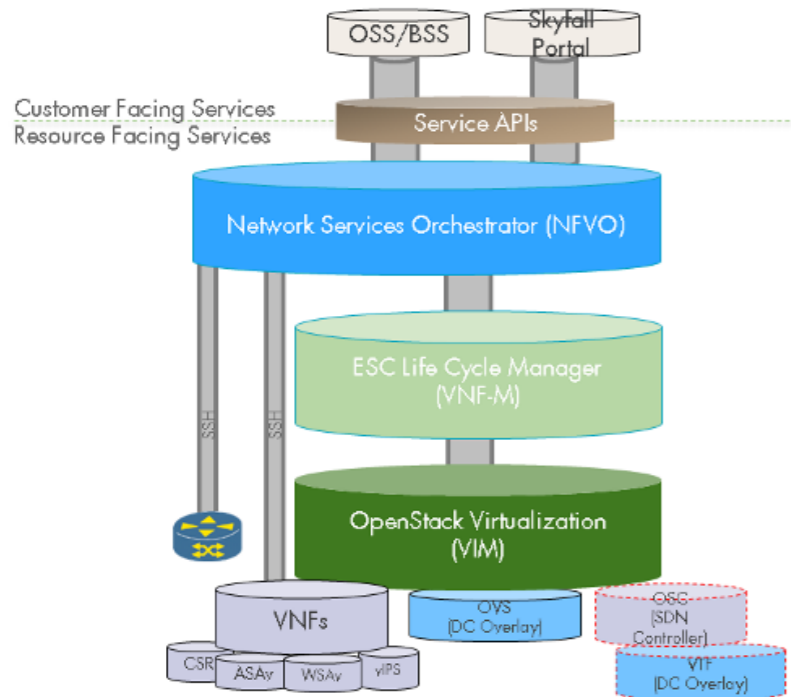 OSS/BSS
Skyfall
Portal
Customer Facing Services
Resource Facing Services
Service APIs
Network Services Orchestrator (NFVO)
ESC Life Cycle Manager
(VNF-M)
SSH
SSH
OpenStack Virtualization
(VIM)
VNFs
OVS
(DC Overlay)
OSC
(SDN
Controller)
CSR
ASAv
WSAv
vIPS
VTF
(DC Overlay)